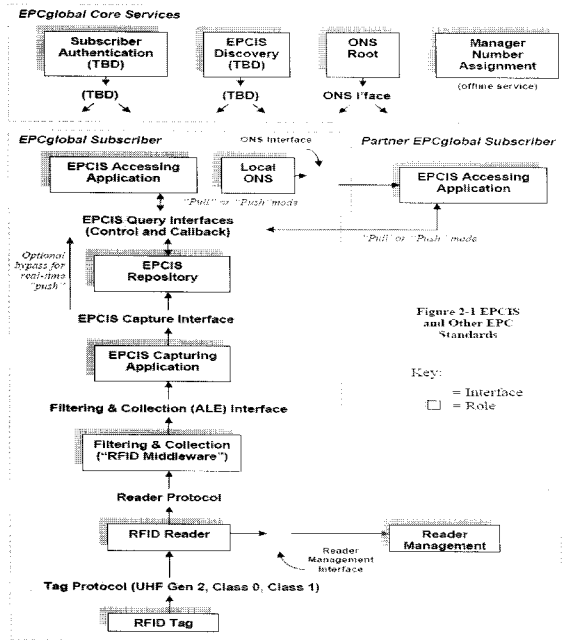 EPCglobal Core Services
Subscriber
Authentication
(TBD)
EPCIS
Discovery
(TBD)
ONS
Root
Manager
Number
Assignment
(offline service)
(TBD)
(TBD)
ONS I'face
EPCglobal Subscriber
ONS Interface
Partner EPCglobal Subscriber
EPCIS Accessing
Application
Local
ONS
EPCIS Accessing
Application
"Pull" or "Push" mode
EPCIS Query Interfaces
(Control and Callback)
"Pull" or "Push" mode
Optional
bypass for
real-time
"push"
EPCIS
Repository
EPCIS Capture Interface
Figure 2-1 EPCIS
and Other EPC
Standards
EPCIS Capturing
Application
Key:
= Interface
= Role
Filtering & Collection (ALE) Interface
Filtering & Collection
("RFID Middleware")
Reader Protocol
RFID Reader
Reader
Management
Reader
Management
Interface
Tag Protocol (UHF Gen 2, Class 0, Class 1)
RFID Tag